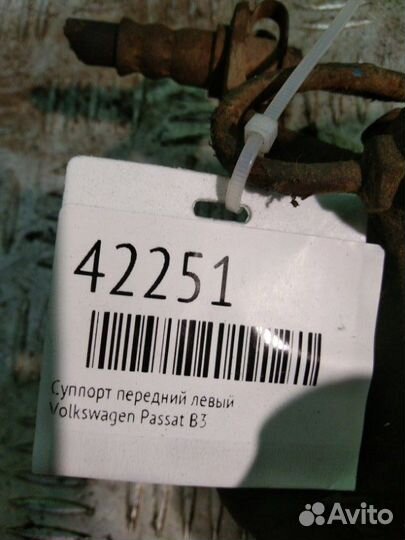 42251
Суппорт передний левый
Volkswagen Passat B3
Avito